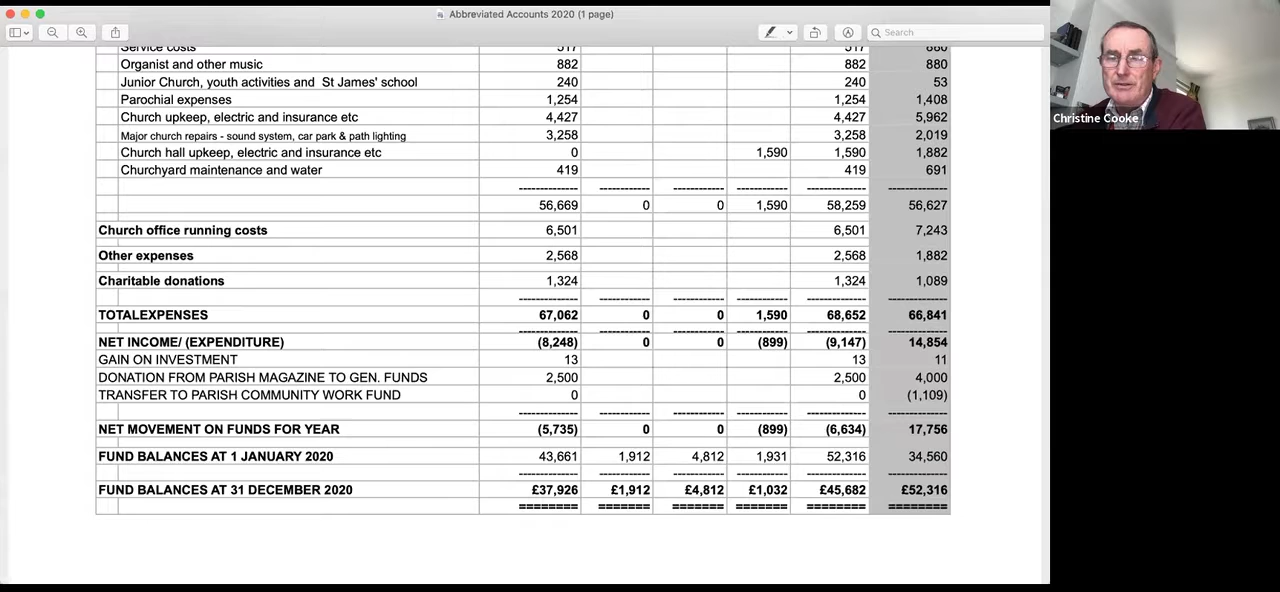 Abbreviated Accounts 2020 (1 page)
Search
Service costs 517 517 880
Organist and other music 882 882 880
Junior Church, youth activities and St James' school 240 240 53
Parochial expenses 1,254 1,254 1,408
Church upkeep, electric and insurance etc 4,427 4,427 5,962
Major church repairs - sound system, car park & path lighting 3,258 3,258 2,019
Church hall upkeep, electric and insurance etc 0 1,590 1,590 1,882
Churchyard maintenance and water 419 419 691
-------------- ------------ ------------ ------------ -------------- --------------
56,669 0 0 1,590 58,259 56,627
Church office running costs 6,501 6,501 7,243
Other expenses 2,568 2,568 1,882
Charitable donations 1,324 1,324 1,089
-------------- ------------ ------------ ------------ -------------- --------------
TOTALEXPENSES 67,062 0 0 1,590 68,652 66,841
-------------- ------------ ------------ ------------ -------------- --------------
NET INCOME/ (EXPENDITURE) (8,248) 0 0 (899) (9,147) 14,854
GAIN ON INVESTMENT 13 13 11
DONATION FROM PARISH MAGAZINE TO GEN. FUNDS 2,500 2,500 4,000
TRANSFER TO PARISH COMMUNITY WORK FUND 0 0 (1,109)
-------------- ------------ ------------ ------------ -------------- --------------
NET MOVEMENT ON FUNDS FOR YEAR (5,735) 0 0 (899) (6,634) 17,756
FUND BALANCES AT 1 JANUARY 2020 43,661 1,912 4,812 1,931 52,316 34,560
-------------- ------------ ------------ ------------ -------------- --------------
FUND BALANCES AT 31 DECEMBER 2020 £37,926 £1,912 £4,812 £1,032 £45,682 £52,316
======== ======= ======= ======= ======== ========
Christine Cooke